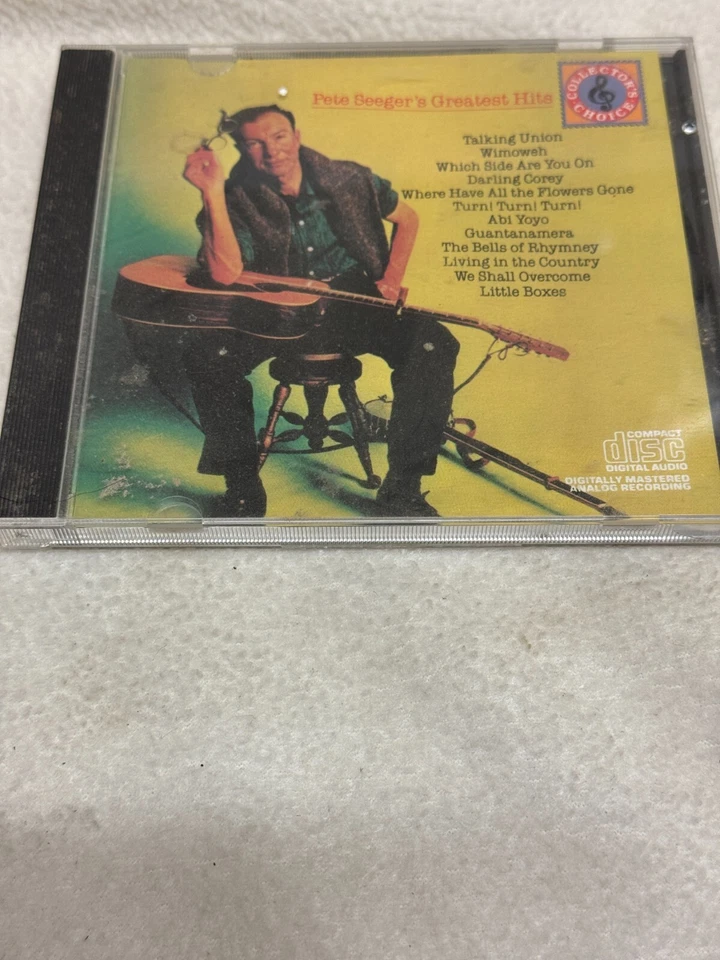 Pete Seeger's Greatest Hits
COLLECTOR'S
CHOICE
Talking Union
Wimoweh
Which Side Are You On
Darling Corey
Where Have All the Flowers Gone
Turn! Turn! Turn!
Abi Yoyo
Guantanamera
The Bells of Rhymney
Living in the Country
We Shall Overcome
Little Boxes
COMPACT
disc
DIGITAL AUDIO
DIGITALLY MASTERED
ANALOG RECORDING